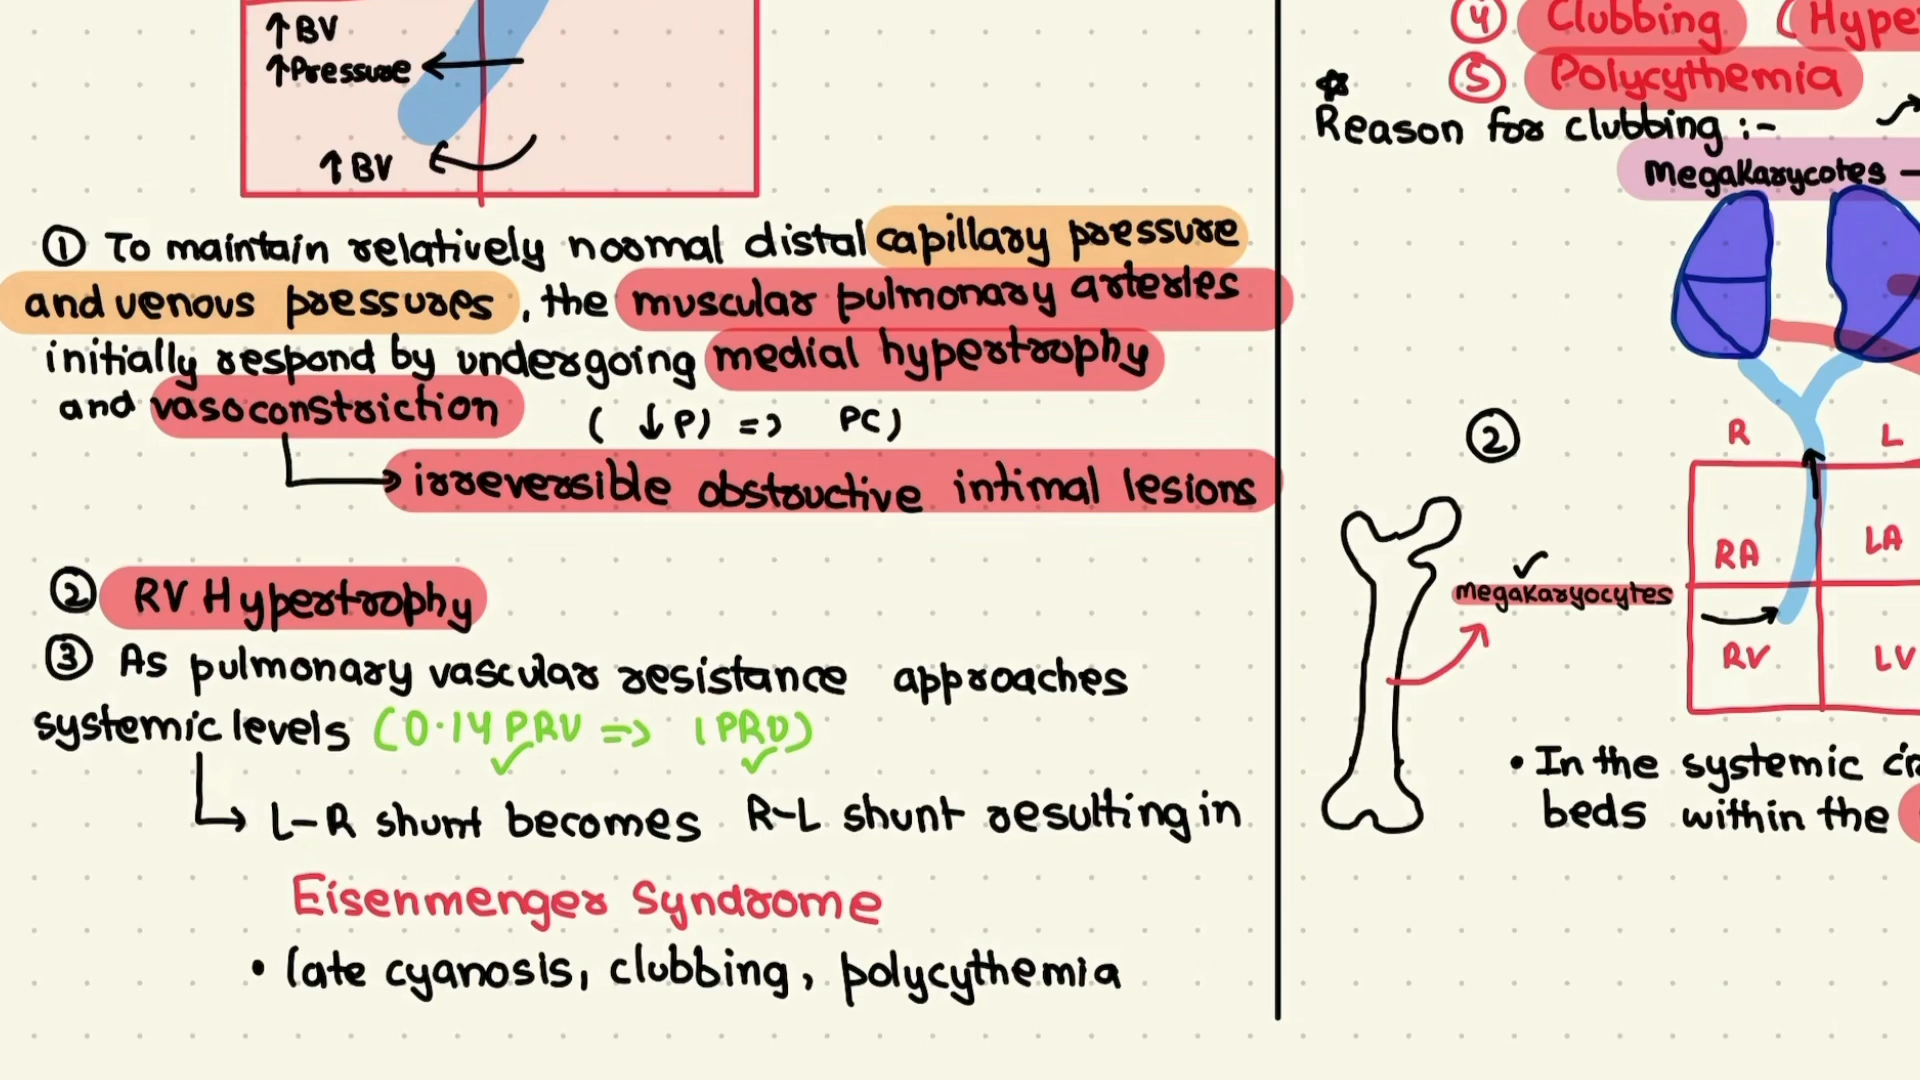 ↑BV
↑Pressure
↑BV
① To maintain relatively normal distal capillary pressure
and venous pressures, the muscular pulmonary arteries
initially respond by undergoing medial hypertrophy
and vasoconstriction ( ↓P) => PC)
irreversible obstructive intimal lesions
② RV Hypertrophy
③ As pulmonary vascular resistance approaches
systemic levels (0.14 PRU => 1PRU)
L-R shunt becomes R-L shunt resulting in
Eisenmenger Syndrome
• late cyanosis, clubbing, polycythemia
④ Clubbing (Hype
⑤ Polycythemia
Reason for clubbing :-
Megakarycotes
②
R L
RA LA
megakaryocytes
RV LV
• In the systemic
beds within the